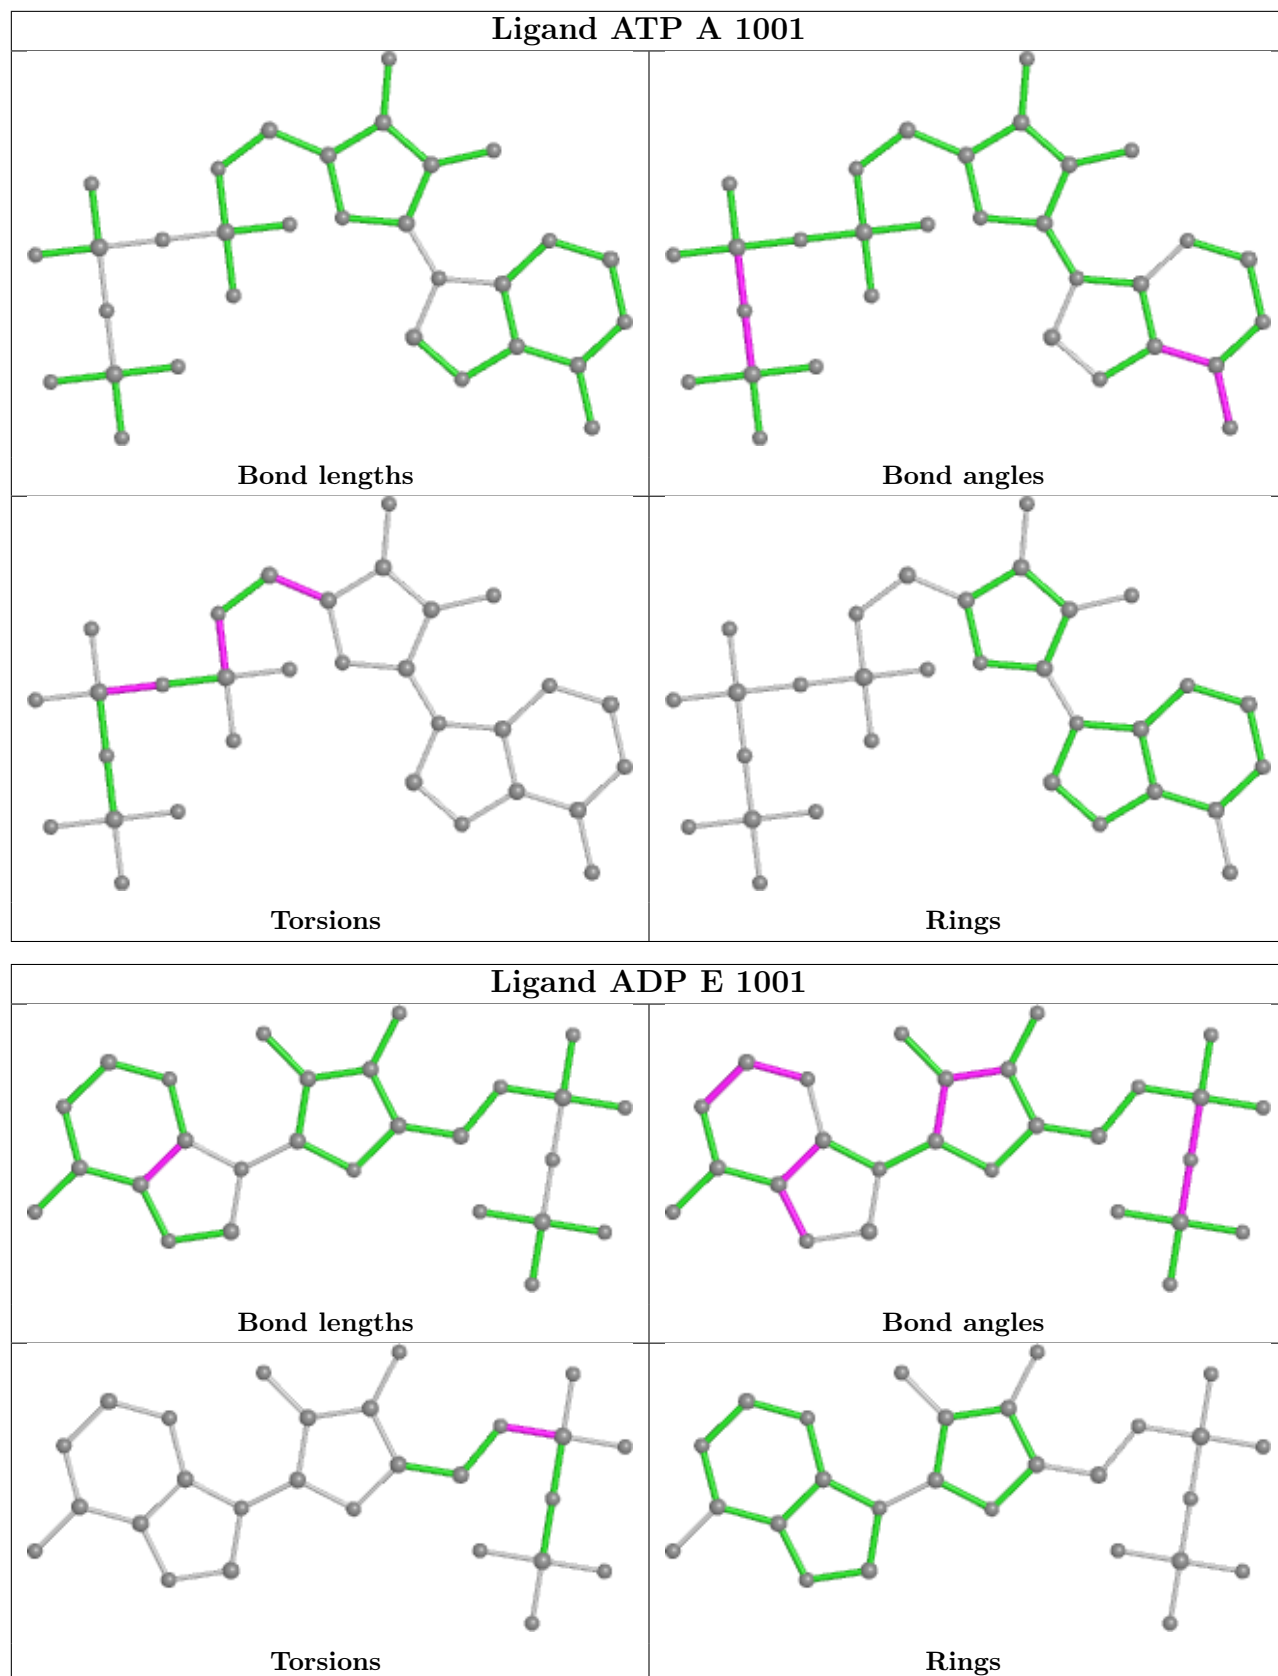 Ligand ATP A 1001
Bond lengths
Bond angles
Torsions
Rings
Ligand ADP E 1001
Bond lengths
Bond angles
Torsions
Rings